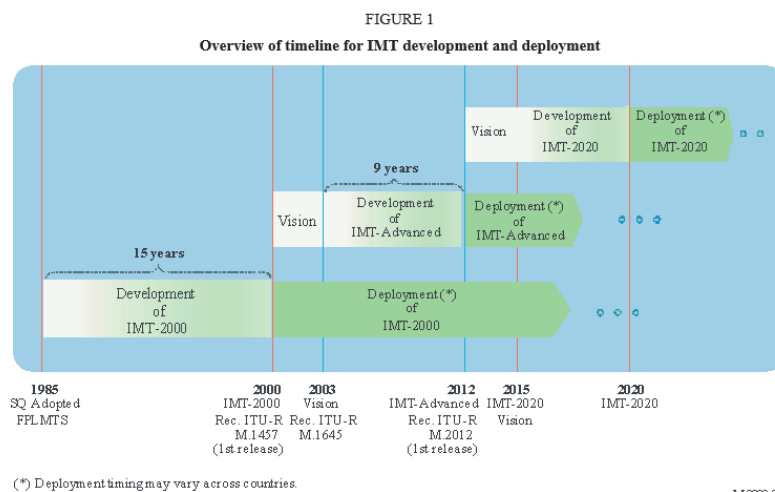 FIGURE 1
Overview of timeline for IMT development and deployment
Vision
Development
of
IMT-2020
Deployment (*)
of
IMT-2020
9 years
Vision
Development
of
IMT-Advanced
Deployment (*)
of
IMT-Advanced
15 years
Development
of
IMT-2000
Deployment (*)
of
IMT-2000
1985
SQ Adopted
FPLMTS
2000
IMT-2000
Rec. ITU-R
M.1457
(1st release)
2003
Vision
Rec. ITU-R
M.1645
2012
IMT-Advanced
Rec. ITU-R
M.2012
(1st release)
2015
IMT-2020
Vision
2020
IMT-2020
(*) Deployment timing may vary across countries.